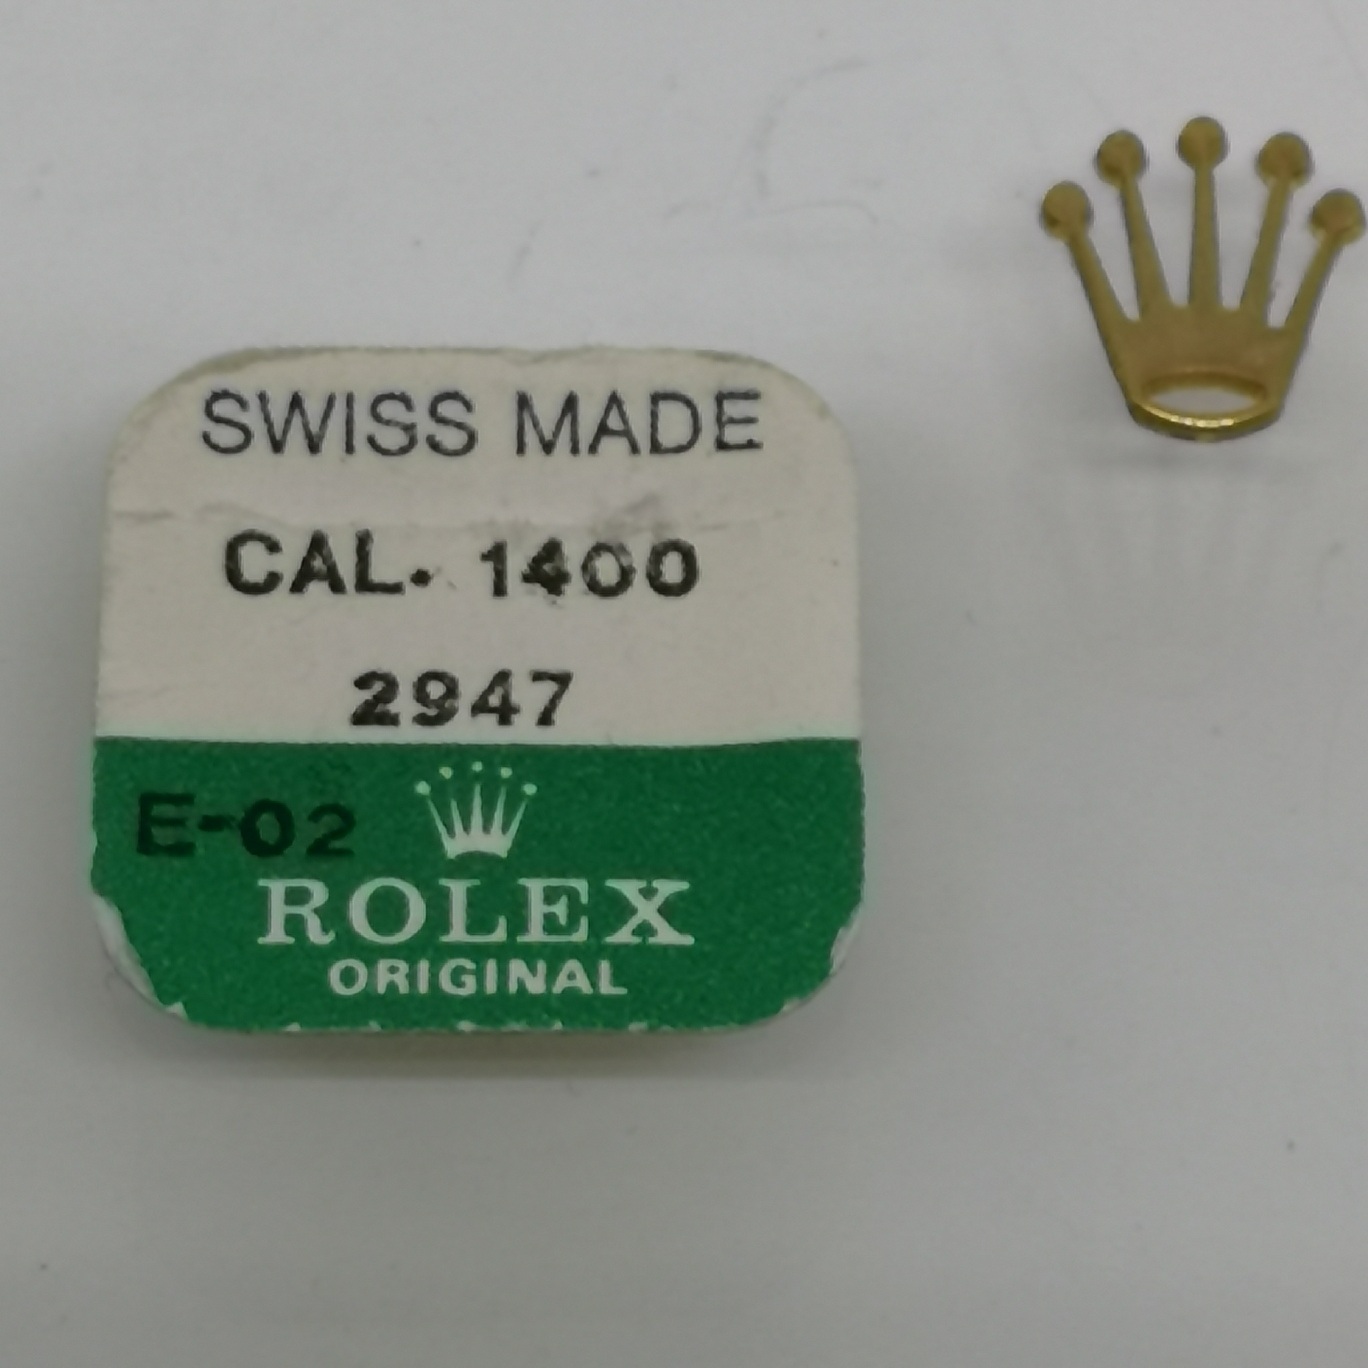 SWISS MADE
CAL. 1400
2947
E-02
ROLEX
ORIGINAL